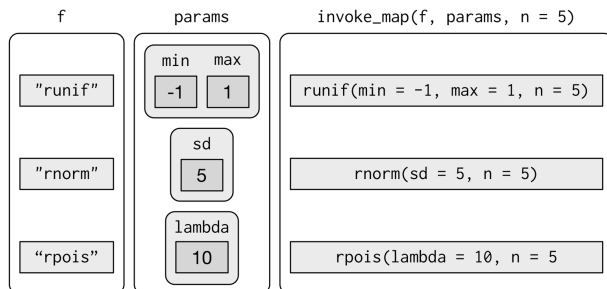 f params invoke_map(f, params, n = 5)
min max
"runif" -1 1 runif(min = -1, max = 1, n = 5)
sd
"rnorm" 5 rnorm(sd = 5, n = 5)
lambda
“rpois” 10 rpois(lambda = 10, n = 5